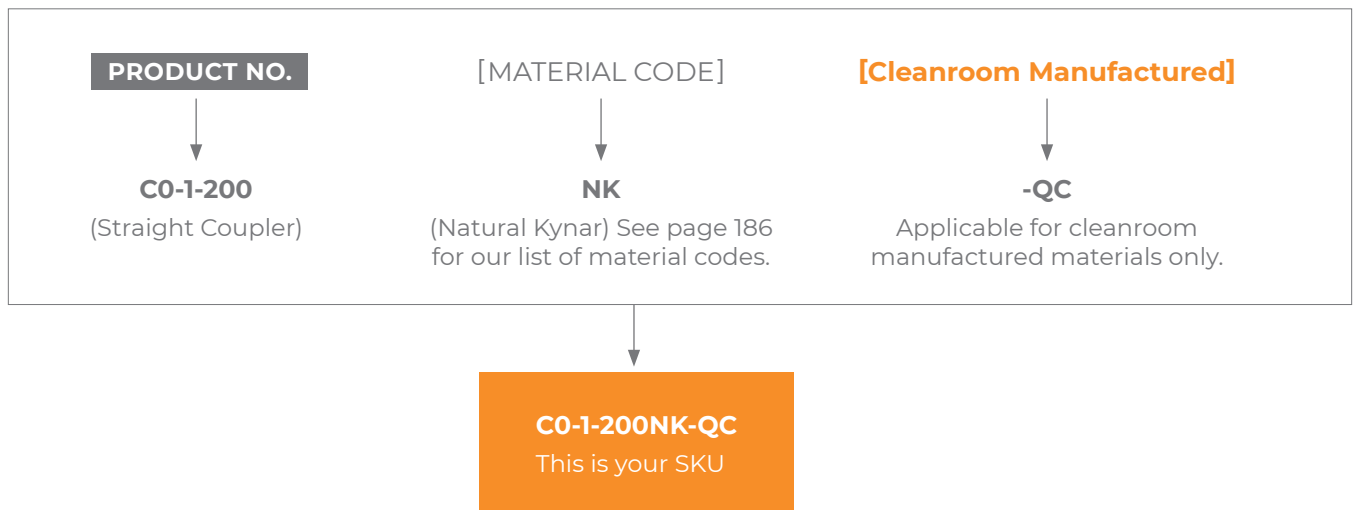 PRODUCT NO.
[MATERIAL CODE]
[Cleanroom Manufactured]
C0-1-200
(Straight Coupler)
NK
(Natural Kynar) See page 186
for our list of material codes.
-QC
Applicable for cleanroom
manufactured materials only.
C0-1-200NK-QC
This is your SKU